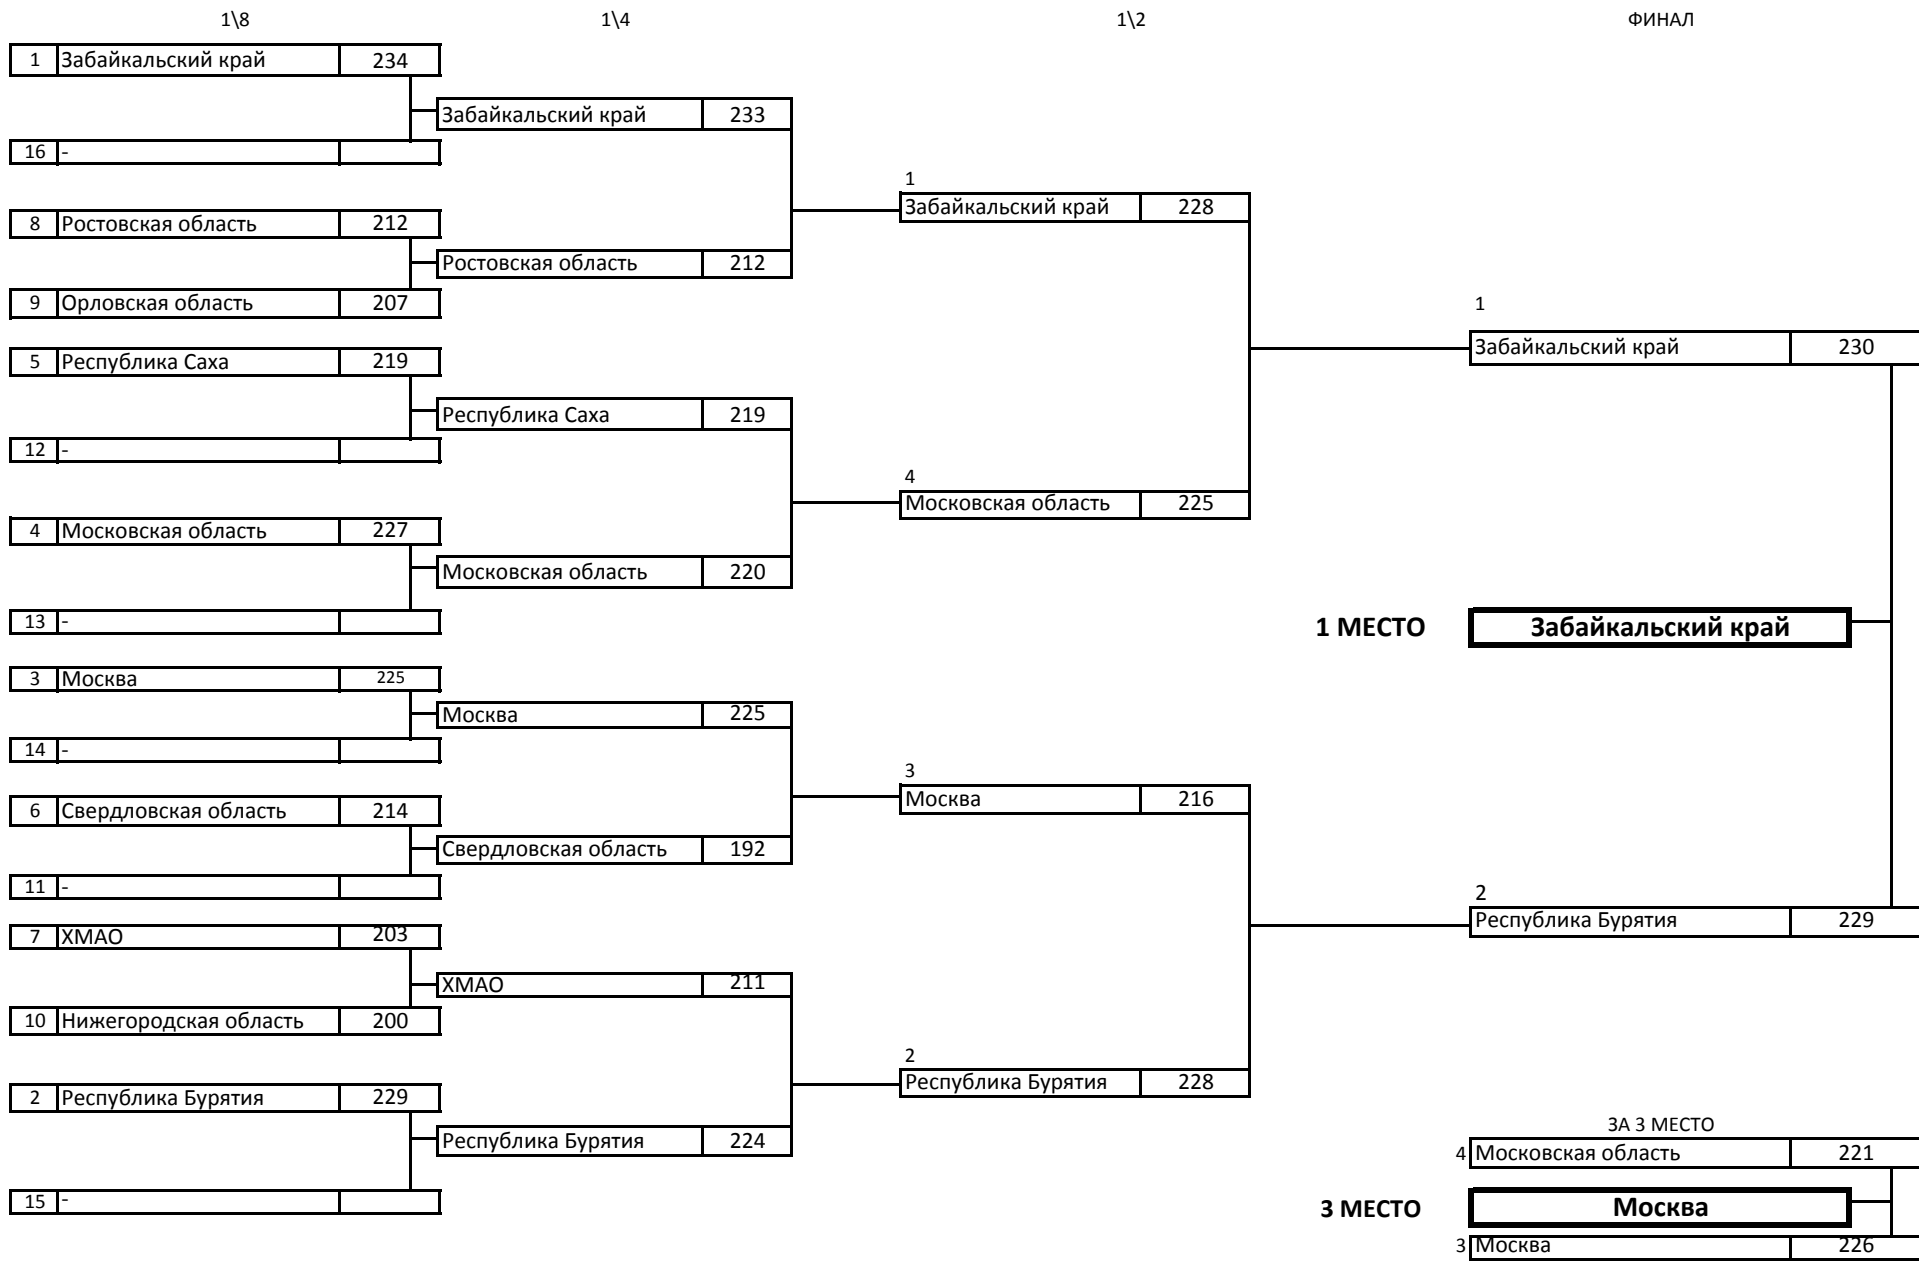 1\8 1\4 1\2 ФИНАЛ
1 Забайкальский край 234
Забайкальский край 233
16 -
1
Забайкальский край 228
8 Ростовская область 212
Ростовская область 212
9 Орловская область 207
1
Забайкальский край 230
5 Республика Саха 219
Республика Саха 219
12 -
4
Московская область 225
4 Московская область 227
Московская область 220
13 -
1 МЕСТО Забайкальский край
3 Москва 225
Москва 225
14 -
3
Москва 216
6 Свердловская область 214
Свердловская область 192
11 -
2
Республика Бурятия 229
7 ХМАО 203
ХМАО 211
10 Нижегородская область 200
2
Республика Бурятия 228
2 Республика Бурятия 229
Республика Бурятия 224
ЗА 3 МЕСТО
4 Московская область 221
15 -
3 МЕСТО Москва
3 Москва 226